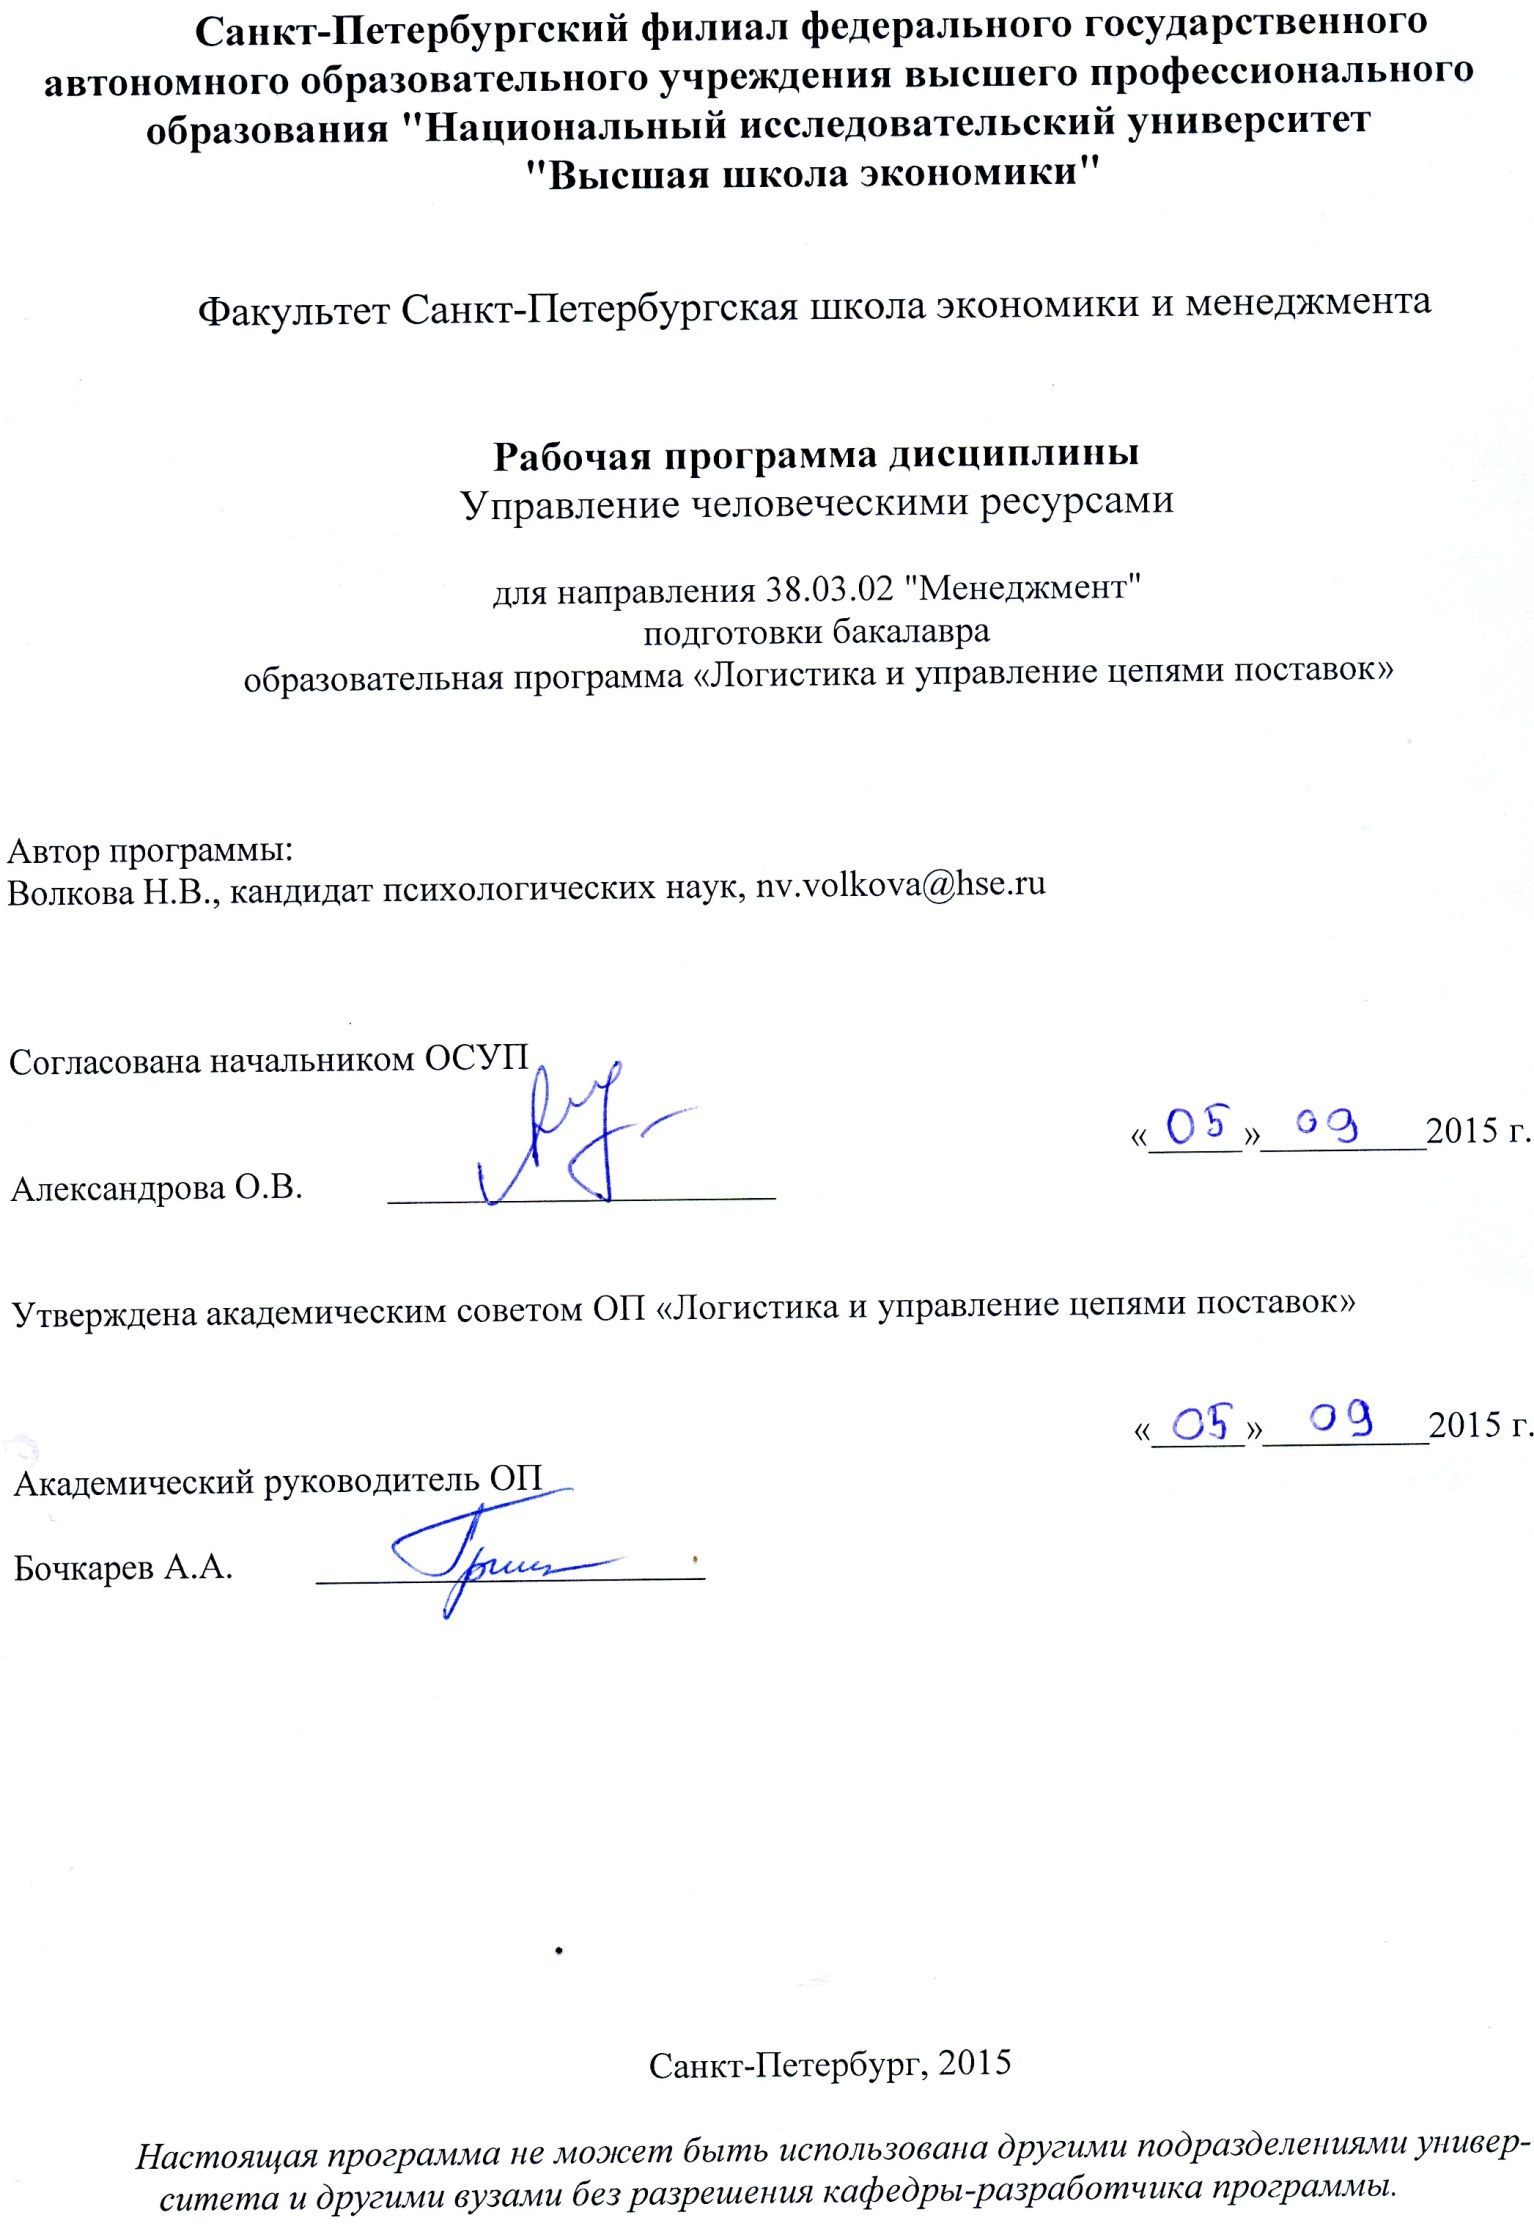 Санкт-Петербургский филиал федерального государственного
автономного образовательного учреждения высшего профессионального
образования "Национальный исследовательский университет
"Высшая школа экономики"
Факультет Санкт-Петербургская школа экономики и менеджмента
Рабочая программа дисциплины
Управление человеческими ресурсами
для направления 38.03.02 "Менеджмент"
подготовки бакалавра
образовательная программа «Логистика и управление цепями поставок»
Автор программы:
Волкова Н.В., кандидат психологических наук, nv.volkova@hse.ru
Согласована начальником ОСУП
«05» 09 2015 г.
Александрова О.В.
Утверждена академическим советом ОП «Логистика и управление цепями поставок»
«05» 09 2015 г.
Академический руководитель ОП
Бочкарев А.А.
Санкт-Петербург, 2015
Настоящая программа не может быть использована другими подразделениями универ-
ситета и другими вузами без разрешения кафедры-разработчика программы.